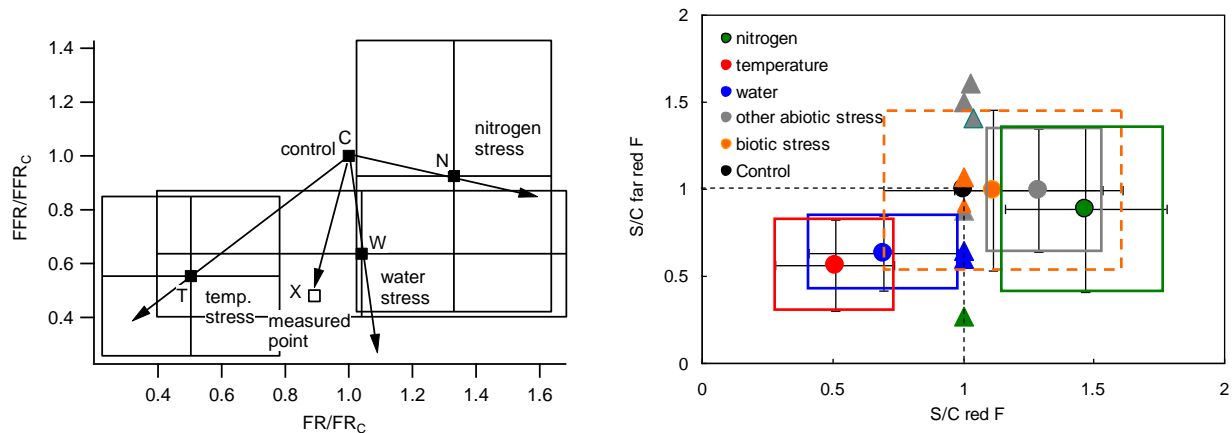 1.4
1.2
1.0
0.8
0.6
0.4
FFR/FFRC
control
C
N
nitrogen
stress
W
water
stress
T
temp.
stress
X
measured
point
0.4 0.6 0.8 1.0 1.2 1.4 1.6
FR/FRC
2
1.5
1
0.5
0
S/C far red F
nitrogen
temperature
water
other abiotic stress
biotic stress
Control
0 0.5 1 1.5 2
S/C red F